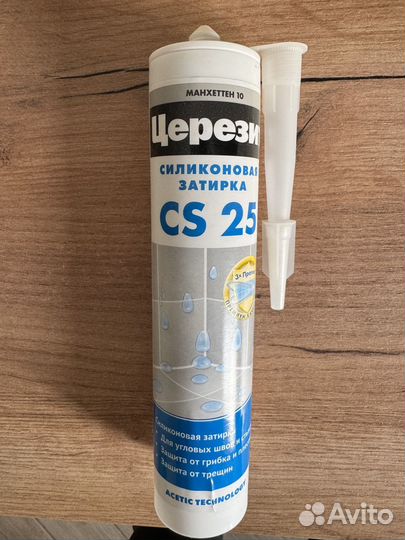 МАНХЕТТЕН 10
Церези
СИЛИКОНОВАЯ
ЗАТИРКА
CS 25
Силиконовая затирка
Для угловых швов и
Защита от грибка и
Защита от трещин
ACETIC TECHNOLOGY
Avito